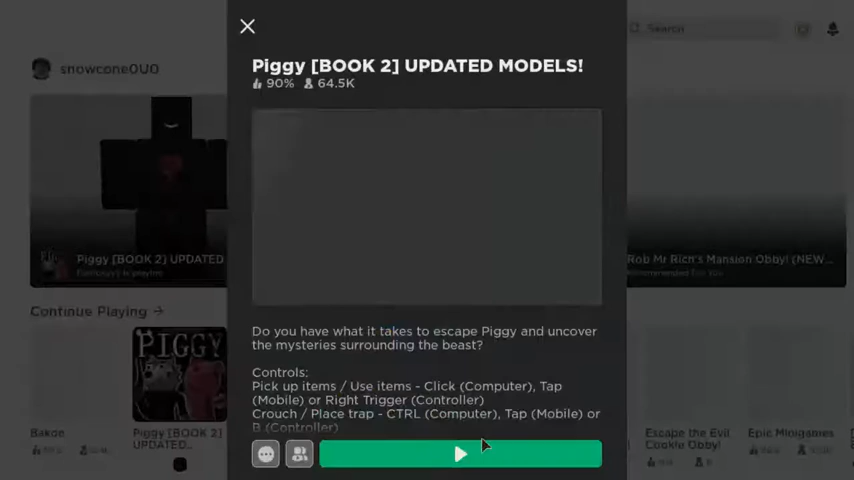 Search
snowcone0U0
Piggy [BOOK 2] UPDATED MODELS!
90% 64.5K
Piggy [BOOK 2] UPDATED
Rob Mr Rich's Mansion Obby! (NEW...
Recommended For You
Do you have what it takes to escape Piggy and uncover
the mysteries surrounding the beast?
Controls:
Pick up items / Use items - Click (Computer), Tap
(Mobile) or Right Trigger (Controller)
Crouch / Place trap - CTRL (Computer), Tap (Mobile) or
B (Controller)
Continue Playing
PIGGY
Bakon
Piggy [BOOK 2]
UPDATED...
Escape the Evil
Cookie Obby!
Epic Minigames